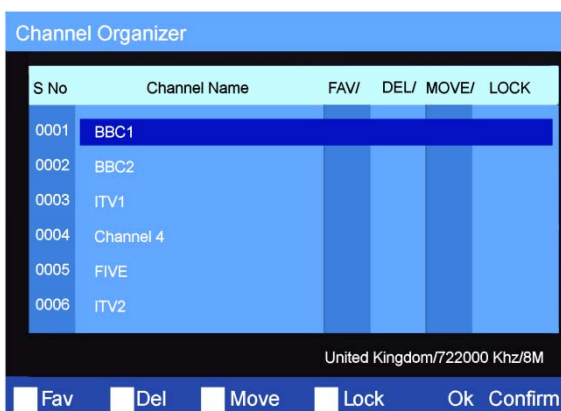 Channel Organizer
S No Channel Name FAV/ DEL/ MOVE/ LOCK
0001 BBC1
0002 BBC2
0003 ITV1
0004 Channel 4
0005 FIVE
0006 ITV2
United Kingdom/722000 Khz/8M
Fav Del Move Lock Ok Confirm